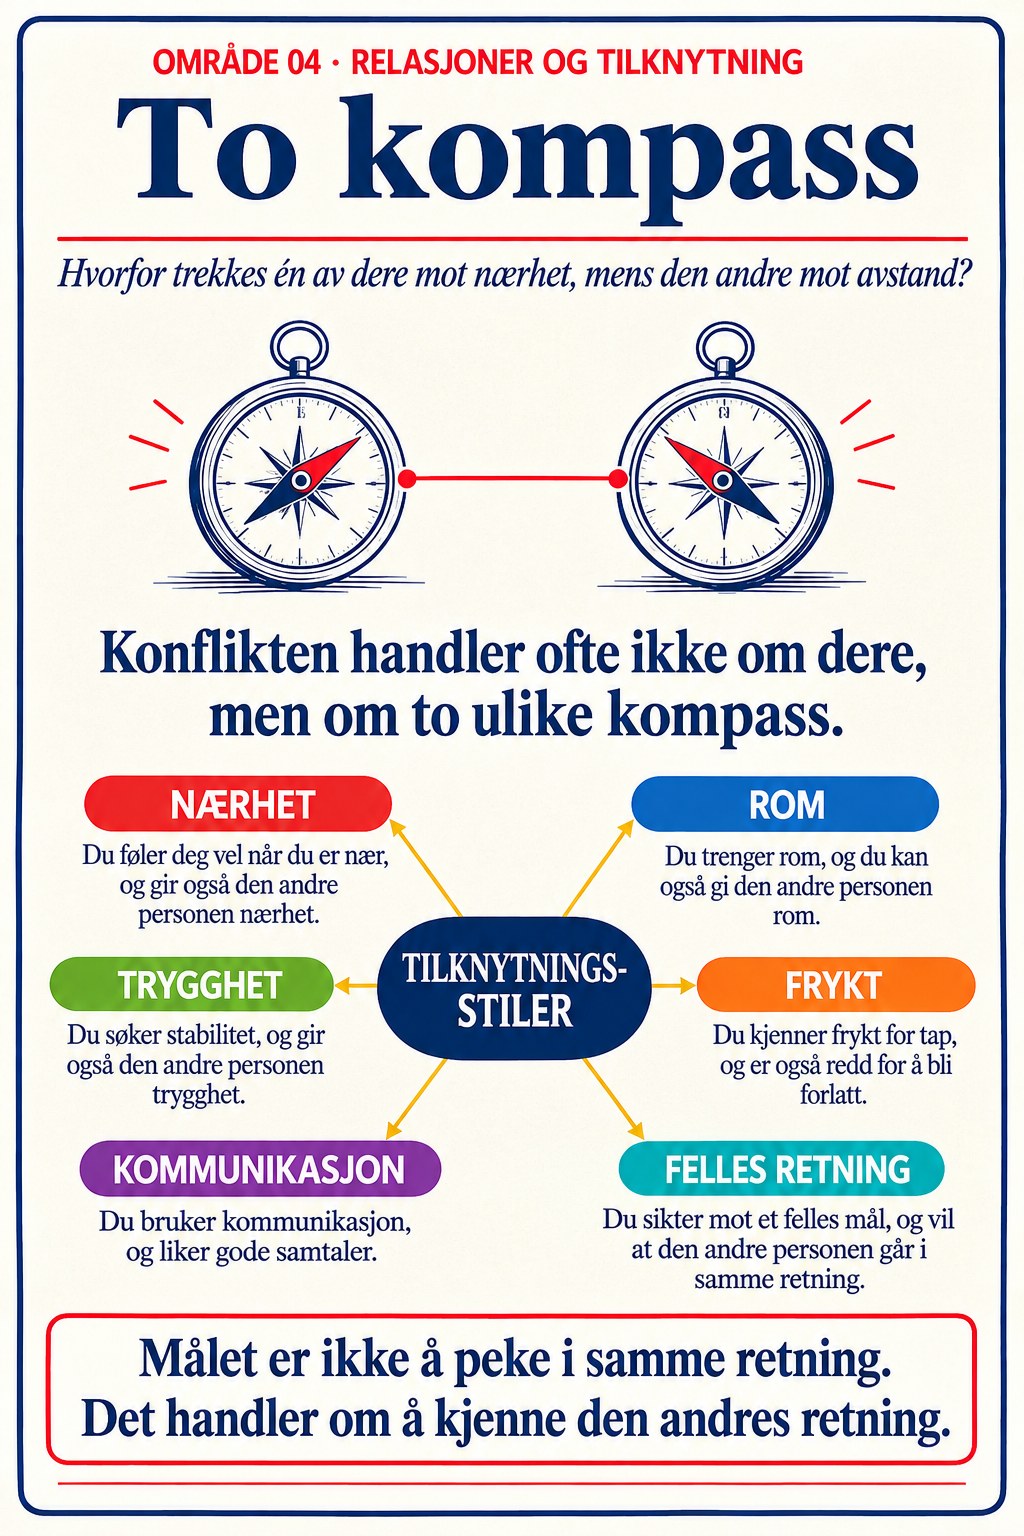 OMRÅDE 04 · RELASJONER OG TILKNYTNING
To kompass
Hvorfor trekkes én av dere mot nærhet, mens den andre mot avstand?
Konflikten handler ofte ikke om dere,
men om to ulike kompass.
NÆRHET
Du føler deg vel når du er nær,
og gir også den andre
personen nærhet.
ROM
Du trenger rom, og du kan
også gi den andre personen
rom.
TILKNYTNINGS-
STILER
TRYGGHET
Du søker stabilitet, og gir
også den andre personen
trygghet.
FRYKT
Du kjenner frykt for tap,
og er også redd for å bli
forlatt.
KOMMUNIKASJON
Du bruker kommunikasjon,
og liker gode samtaler.
FELLES RETNING
Du sikter mot et felles mål, og vil
at den andre personen går i
samme retning.
Målet er ikke å peke i samme retning.
Det handler om å kjenne den andres retning.